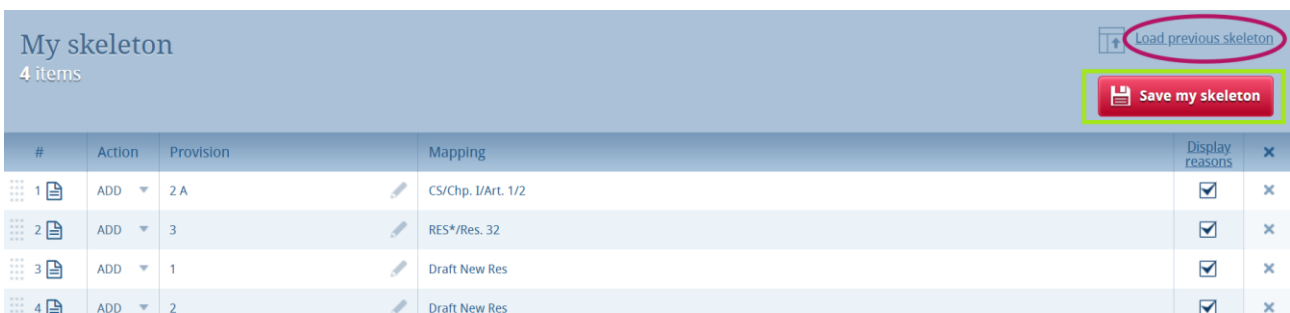 My skeleton
4 items
Load previous skeleton
Save my skeleton
# Action Provision Mapping Display reasons ×
1 ADD 2 A CS/Chp. I/Art. 1/2 ×
2 ADD 3 RES*/Res. 32 ×
3 ADD 1 Draft New Res ×
4 ADD 2 Draft New Res ×